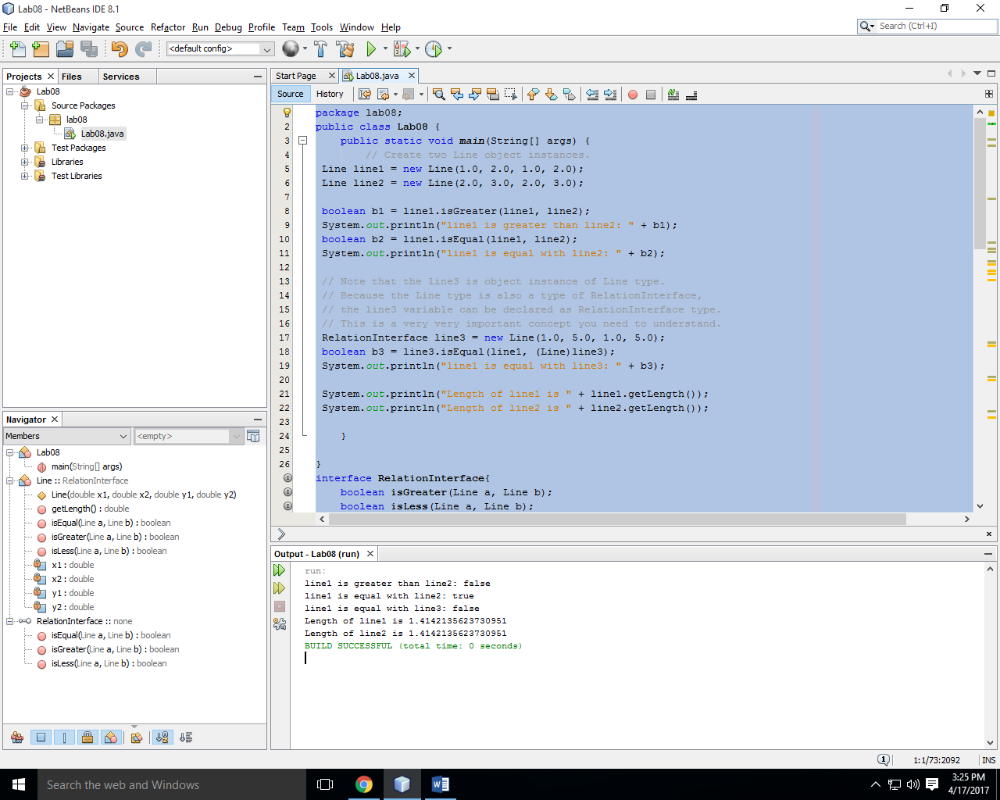 Lab08 - NetBeans IDE 8.1
File Edit View Navigate Source Refactor Run Debug Profile Team Tools Window Help
Search (Ctrl+I)
<default config>
Projects Files Services
Lab08
Source Packages
lab08
Lab08.java
Test Packages
Libraries
Test Libraries
Start Page Lab08.java
Source History
1 package lab08;
2 public class Lab08 {
3 public static void main(String[] args) {
4 // Create two Line object instances.
5 Line line1 = new Line(1.0, 2.0, 1.0, 2.0);
6 Line line2 = new Line(2.0, 3.0, 2.0, 3.0);
7
8 boolean b1 = line1.isGreater(line1, line2);
9 System.out.println("line1 is greater than line2: " + b1);
10 boolean b2 = line1.isEqual(line1, line2);
11 System.out.println("line1 is equal with line2: " + b2);
12
13 // Note that the line3 is object instance of Line type.
14 // Because the Line type is also a type of RelationInterface,
15 // the line3 variable can be declared as RelationInterface type.
16 // This is a very very important concept you need to understand.
17 RelationInterface line3 = new Line(1.0, 5.0, 1.0, 5.0);
18 boolean b3 = line3.isEqual(line1, (Line)line3);
19 System.out.println("line1 is equal with line3: " + b3);
20
21 System.out.println("Length of line1 is " + line1.getLength());
22 System.out.println("Length of line2 is " + line2.getLength());
23
24 }
25
26 }
interface RelationInterface{
boolean isGreater(Line a, Line b);
boolean isLess(Line a, Line b);
Navigator
Members <empty>
Lab08
main(String[] args)
Line :: RelationInterface
Line(double x1, double x2, double y1, double y2)
getLength() : double
isEqual(Line a, Line b) : boolean
isGreater(Line a, Line b) : boolean
isLess(Line a, Line b) : boolean
x1 : double
x2 : double
y1 : double
y2 : double
RelationInterface :: none
isEqual(Line a, Line b) : boolean
isGreater(Line a, Line b) : boolean
isLess(Line a, Line b) : boolean
Output - Lab08 (run)
run:
line1 is greater than line2: false
line1 is equal with line2: true
line1 is equal with line3: false
Length of line1 is 1.4142135623730951
Length of line2 is 1.4142135623730951
BUILD SUCCESSFUL (total time: 0 seconds)
1 1:1/73:2092 INS
Search the web and Windows
3:25 PM
4/17/2017